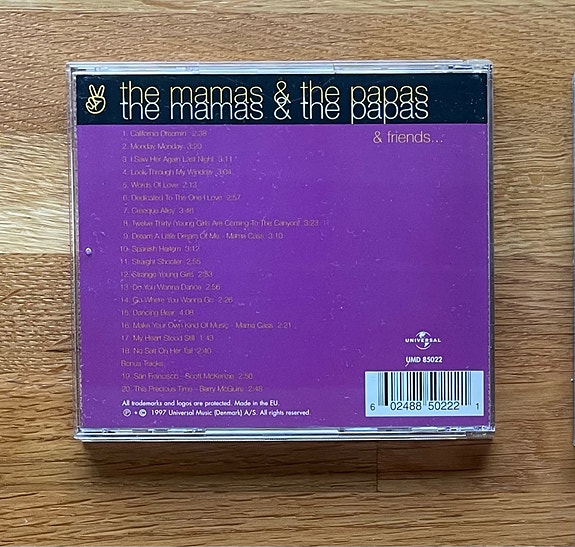 the mamas & the papas
the mamas & the papas
& friends...
1. California Dreamin' 2:38
2. Monday Monday 3:20
3. I Saw Her Again Last Night 3:11
4. Look Through My Window 3:04
5. Words Of Love 2:13
6. Dedicated To The One I Love 2:57
7. Creeque Alley 3:48
8. Twelve Thirty (Young Girls Are Coming To The Canyon) 3:23
9. Dream A Little Dream Of Me - Mama Cass 3:10
10. Spanish Harlem 3:12
11. Straight Shooter 2:55
12. Strange Young Girls 2:53
13. Do You Wanna Dance 2:56
14. Go Where You Wanna Go 2:26
15. Dancing Bear 4:08
16. Make Your Own Kind Of Music - Mama Cass 2:21
17. My Heart Stood Still 1:43
18. No Salt On Her Tail 2:40
Bonus Tracks:
19. San Francisco - Scott McKenzie 2:50
20. This Precious Time - Barry McGuire 2:48
UNIVERSAL
UMD 85022
All trademarks and logos are protected. Made in the EU.
℗ + © 1997 Universal Music (Denmark) A/S. All rights reserved.
6 02488 50222 1